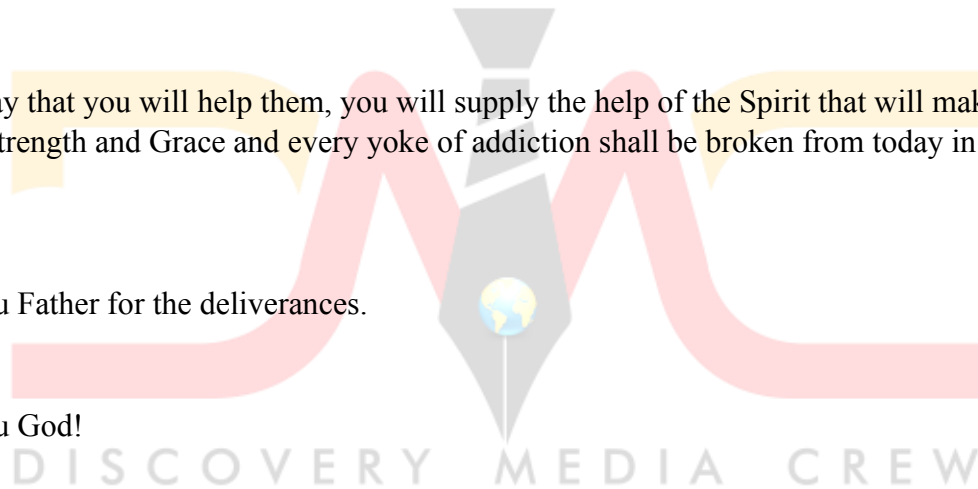 ay that you will help them, you will supply the help of the Spirit that will mak
trength and Grace and every yoke of addiction shall be broken from today in
u Father for the deliverances.
u God!
DISCOVERY MEDIA CREW